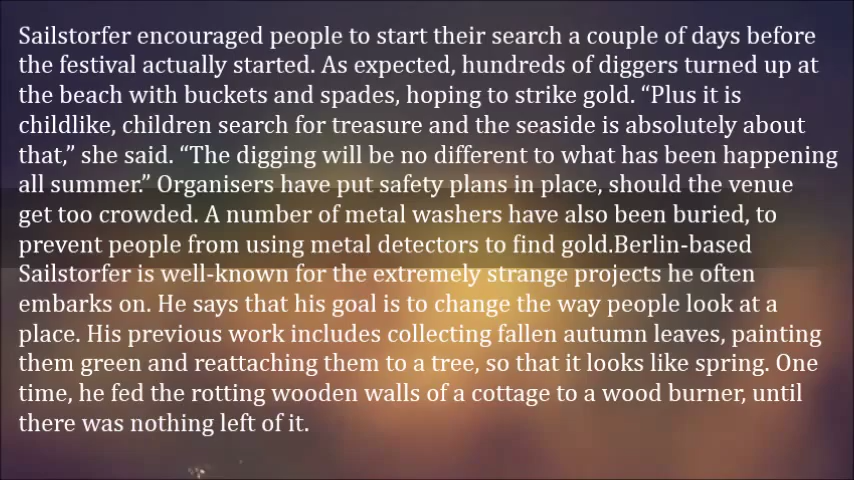 Sailstorfer encouraged people to start their search a couple of days before
the festival actually started. As expected, hundreds of diggers turned up at
the beach with buckets and spades, hoping to strike gold. “Plus it is
childlike, children search for treasure and the seaside is absolutely about
that,” she said. “The digging will be no different to what has been happening
all summer.” Organisers have put safety plans in place, should the venue
get too crowded. A number of metal washers have also been buried, to
prevent people from using metal detectors to find gold.Berlin-based
Sailstorfer is well-known for the extremely strange projects he often
embarks on. He says that his goal is to change the way people look at a
place. His previous work includes collecting fallen autumn leaves, painting
them green and reattaching them to a tree, so that it looks like spring. One
time, he fed the rotting wooden walls of a cottage to a wood burner, until
there was nothing left of it.